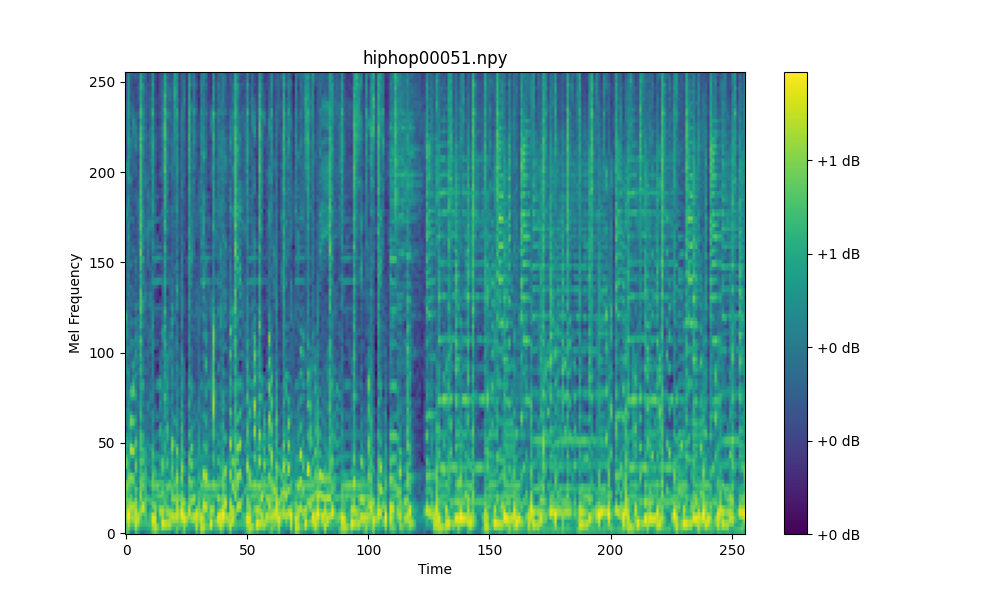 hiphop00051.npy
Mel Frequency
250
200
150
100
50
0
0 50 100 150 200 250
Time
+1 dB
+1 dB
+0 dB
+0 dB
+0 dB